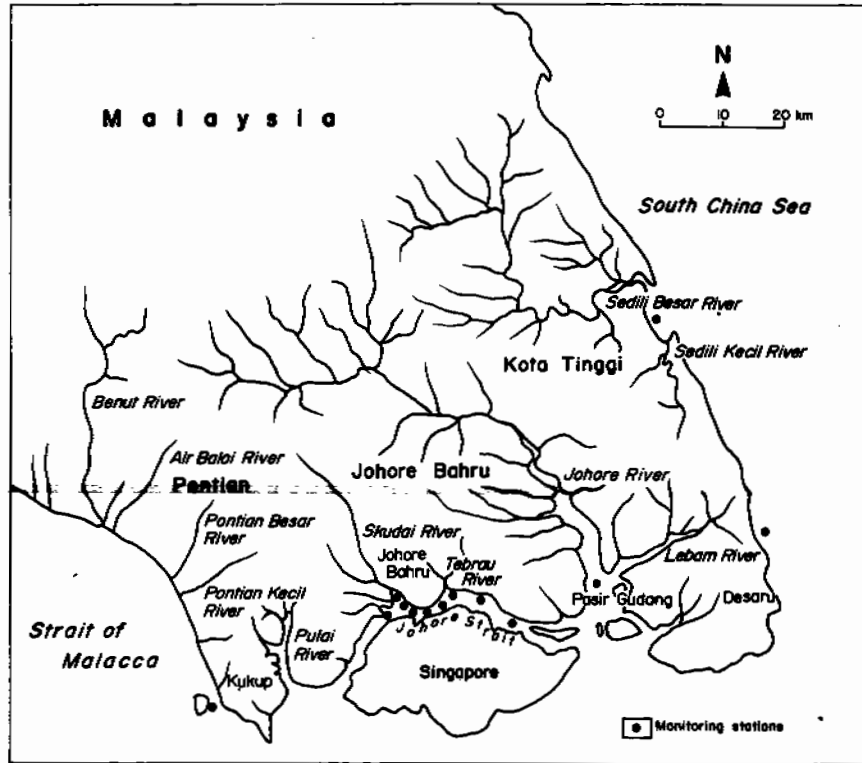 N
0 10 20 km
Malaysia
South China Sea
Sedili Besar River
Sedili Kecil River
Kota Tinggi
Benut River
Air Baloi River
Pontian
Johore Bahru
Johore River
Pontian Besar
River
Skudai River
Johore
Bahru
Tebrau
River
Lebam River
Pontian Kecil
River
Pasir Gudang
Desaru
Strait of
Malacca
Pulai
River
Johore Strait
Kukup
Singapore
Monitoring stations